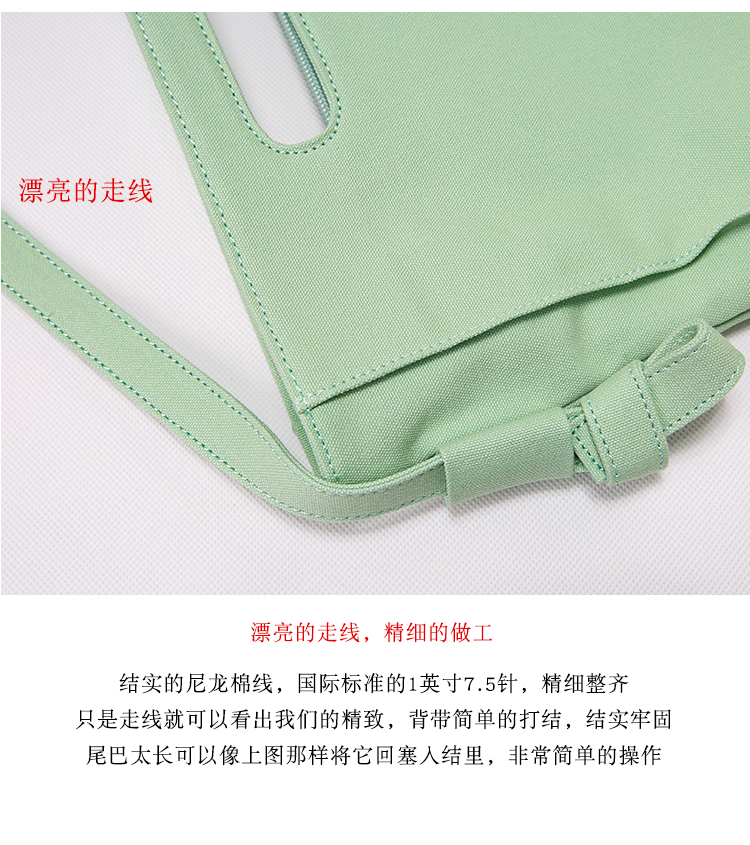 漂亮的走线
漂亮的走线，精细的做工
结实的尼龙棉线，国际标准的1英寸7.5针，精细整齐
只是走线就可以看出我们的精致，背带简单的打结，结实牢固
尾巴太长可以像上图那样将它回塞入结里，非常简单的操作